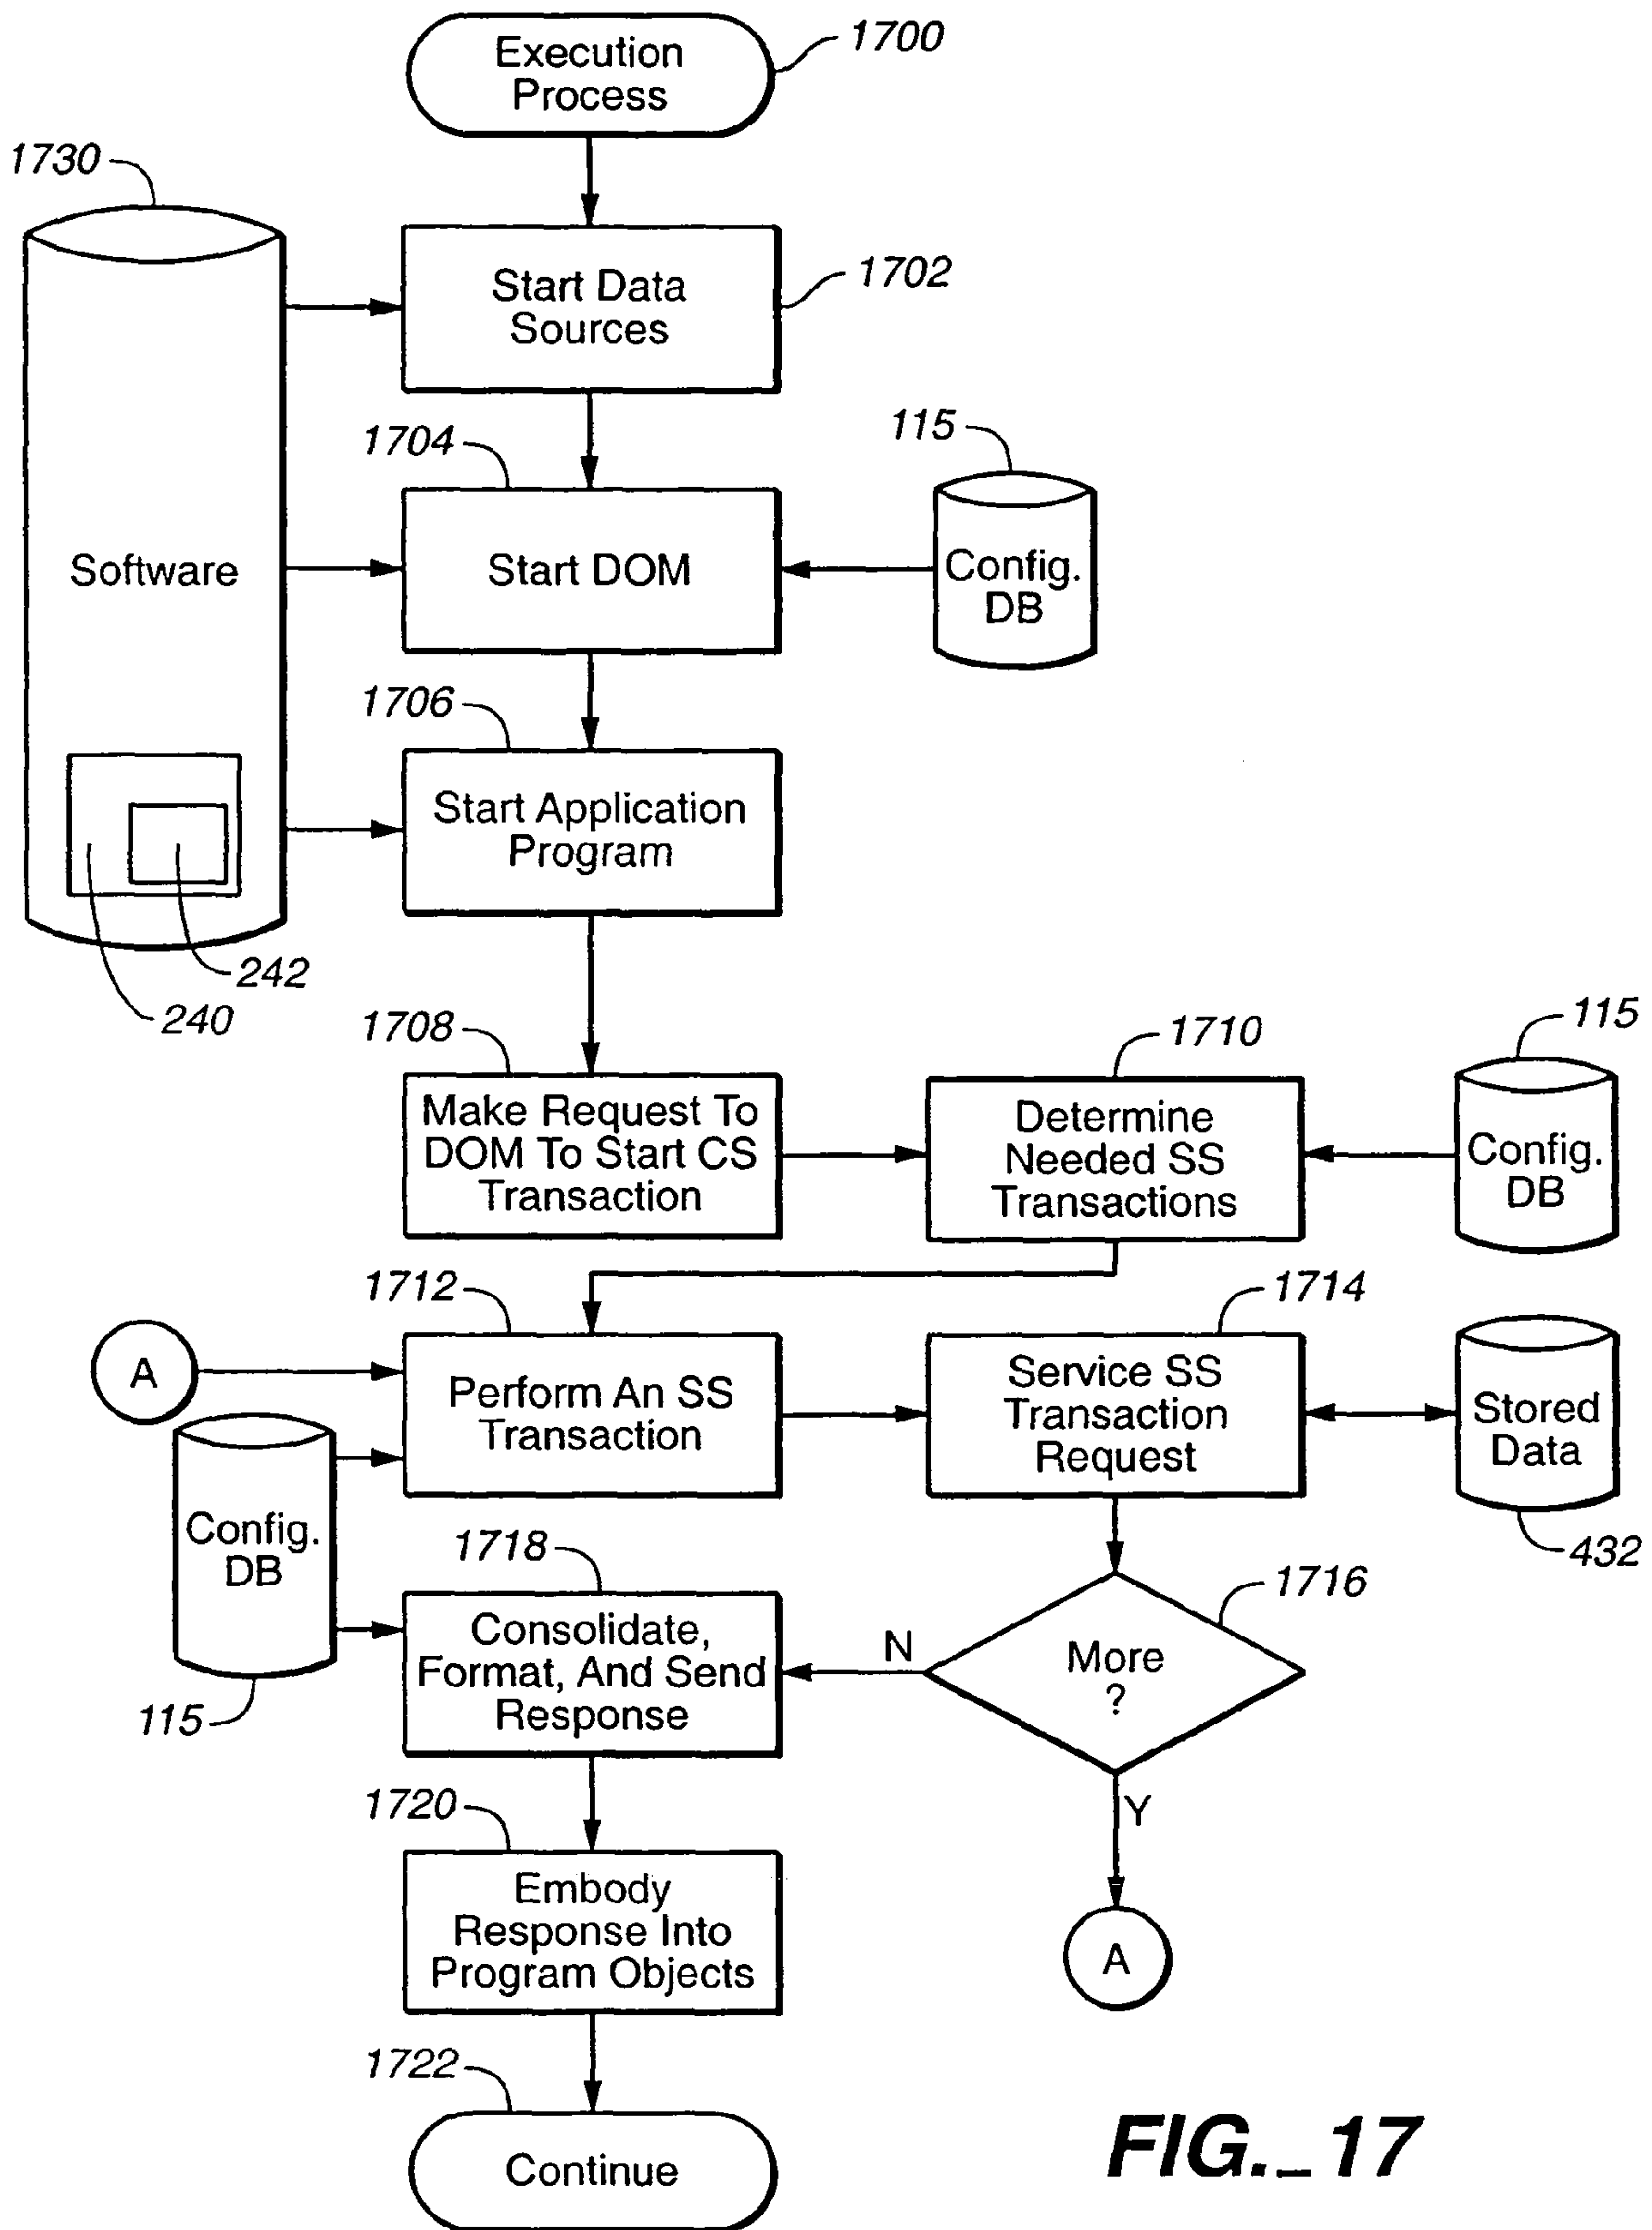 Execution
Process
1700
1730
Start Data
Sources
1702
1704
115
Software
Start DOM
Config.
DB
1706
Start Application
Program
242
240
1708
1710
115
Make Request To
DOM To Start CS
Transaction
Determine
Needed SS
Transactions
Config.
DB
1712
1714
A
Perform An SS
Transaction
Service SS
Transaction
Request
Stored
Data
432
Config.
DB
115
1718
1716
Consolidate,
Format, And Send
Response
N
More
?
Y
1720
Embody
Response Into
Program Objects
A
1722
Continue
FIG._17